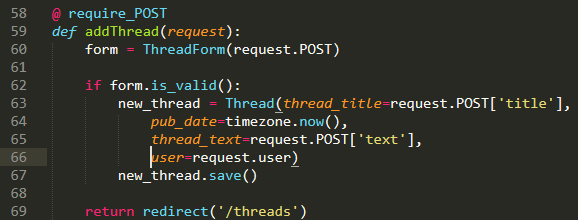 58 @ require_POST
59 def addThread(request):
60     form = ThreadForm(request.POST)
61
62     if form.is_valid():
63         new_thread = Thread(thread_title=request.POST['title'],
64             pub_date=timezone.now(),
65             thread_text=request.POST['text'],
66             user=request.user)
67         new_thread.save()
68
69     return redirect('/threads')